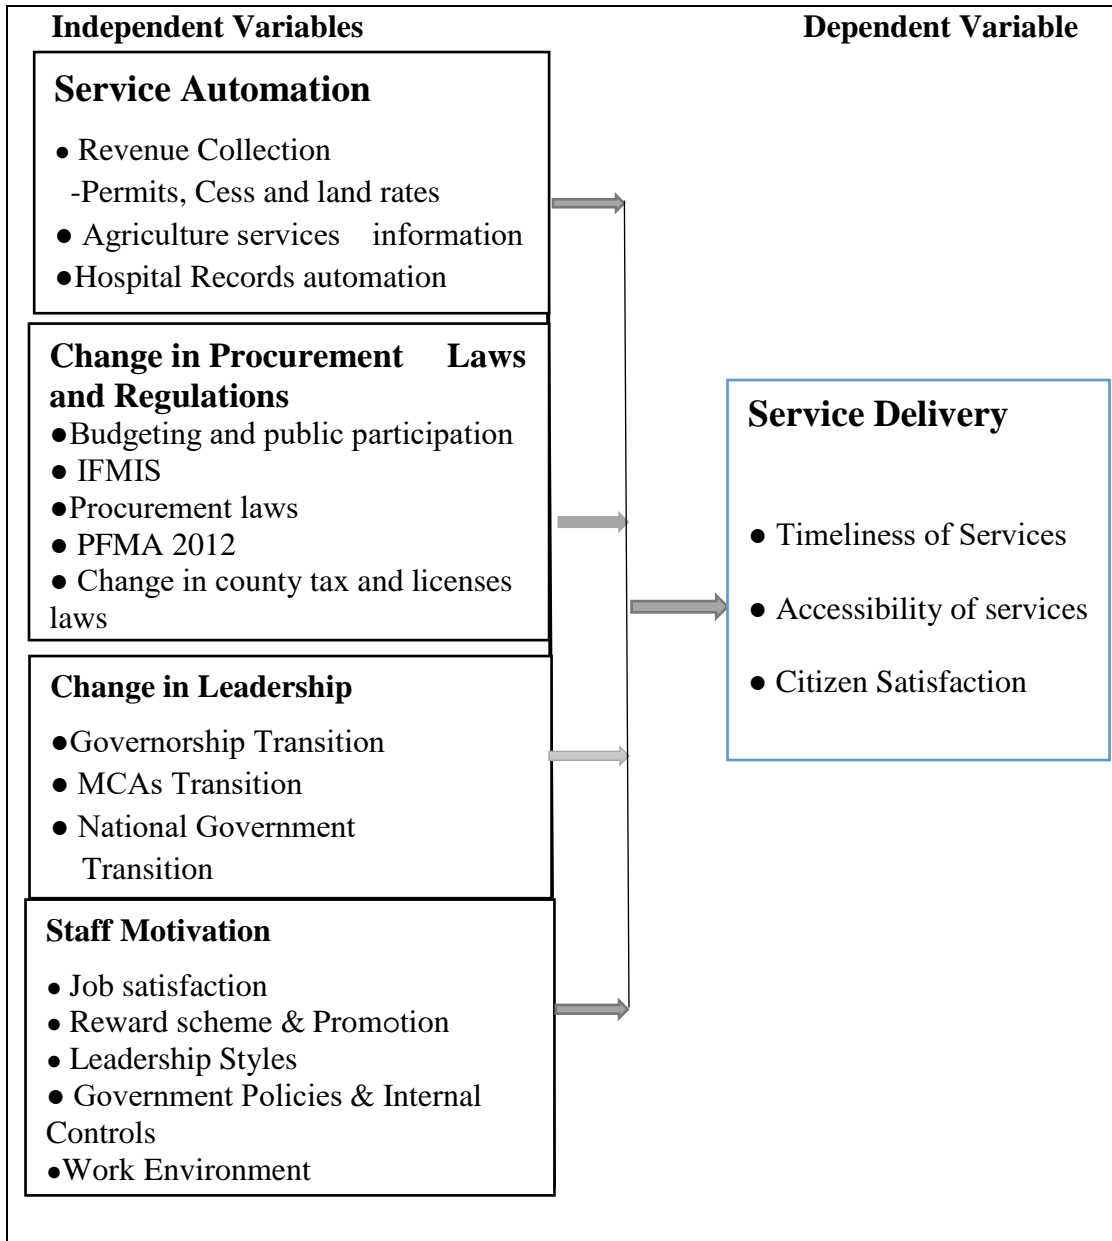 Independent Variables
Dependent Variable
Service Automation
● Revenue Collection
-Permits, Cess and land rates
● Agriculture services information
●Hospital Records automation
Change in Procurement Laws
and Regulations
●Budgeting and public participation
● IFMIS
●Procurement laws
● PFMA 2012
● Change in county tax and licenses
laws
Change in Leadership
●Governorship Transition
● MCAs Transition
● National Government
Transition
Staff Motivation
● Job satisfaction
● Reward scheme & Promotion
● Leadership Styles
● Government Policies & Internal
Controls
●Work Environment
Service Delivery
● Timeliness of Services
● Accessibility of services
● Citizen Satisfaction